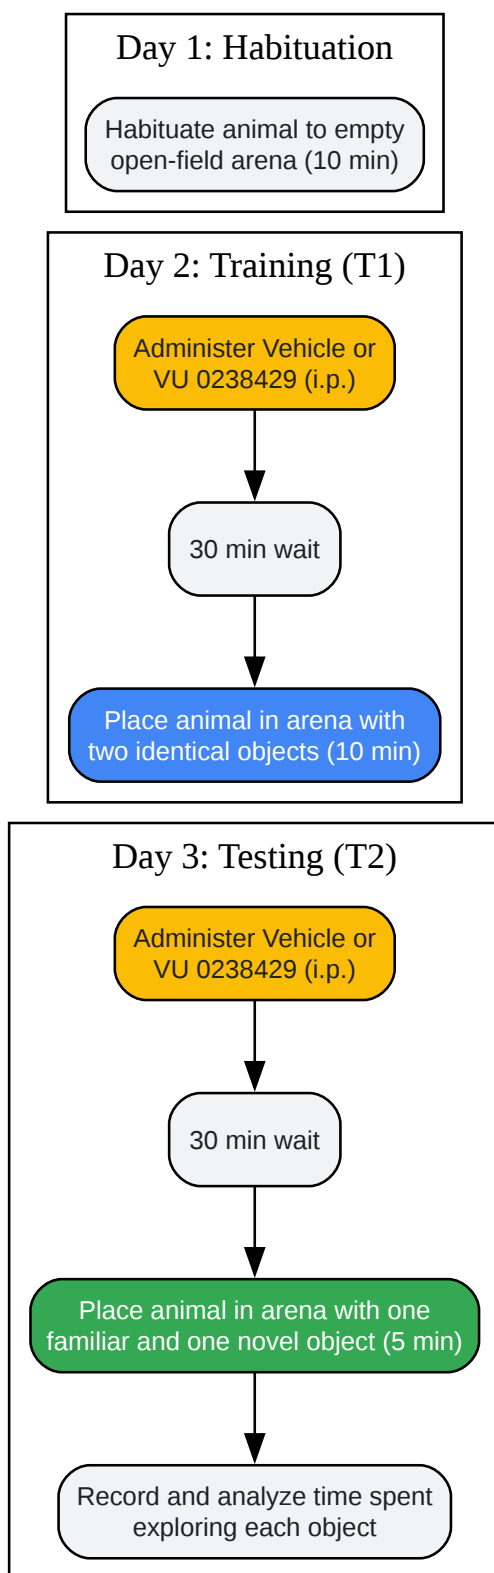 Day 1: Habituation
Habituate animal to empty
open-field arena (10 min)
Day 2: Training (T1)
Administer Vehicle or
VU 0238429 (i.p.)
30 min wait
Place animal in arena with
two identical objects (10 min)
Day 3: Testing (T2)
Administer Vehicle or
VU 0238429 (i.p.)
30 min wait
Place animal in arena with one
familiar and one novel object (5 min)
Record and analyze time spent
exploring each object